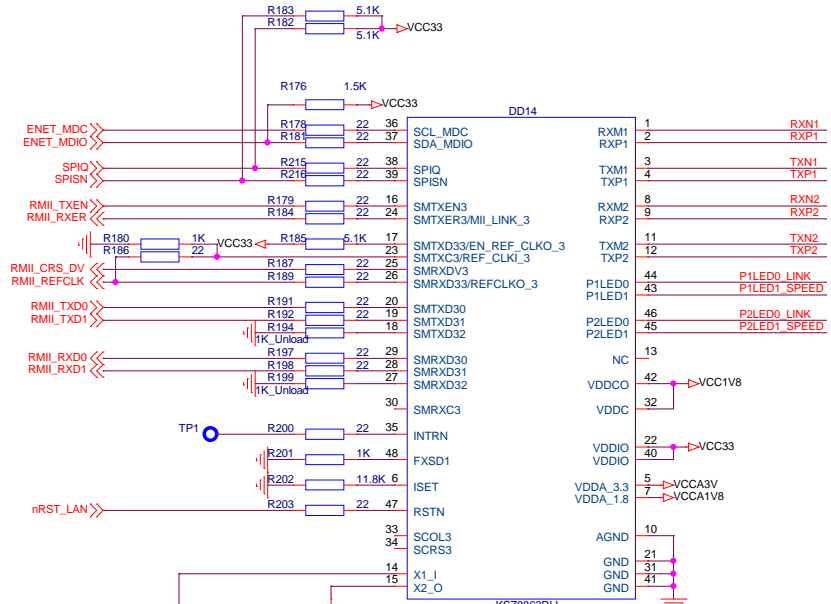 R183 5.1K
R182
5.1K VCC33
R176 1.5K
VCC33
DD14
ENET_MDC R178 22 36 SCL_MDC RXM1 1 RXN1
ENET_MDIO R181 22 37 SDA_MDIO RXP1 2 RXP1
SPIQ R215 22 38 SPIQ TXM1 3 TXN1
SPISN R216 22 39 SPISN TXP1 4 TXP1
RMII_TXEN R179 22 16 SMTXEN3 RXM2 8 RXN2
RMII_RXER R184 22 24 SMTXER3/MII_LINK_3 RXP2 9 RXP2
R180 1K VCC33 R185 5.1K 17 SMTXD33/EN_REF_CLKO_3 TXM2 11 TXN2
R186 22 23 SMTXC3/REF_CLKI_3 TXP2 12 TXP2
RMII_CRS_DV R187 22 25 SMRXDV3
RMII_REFCLK R189 22 26 SMRXD33/REFCLKO_3 P1LED0 44 P1LED0_LINK
P1LED1 43 P1LED1_SPEED
RMII_TXD0 R191 22 20 SMTXD30
RMII_TXD1 R192 22 19 SMTXD31 P2LED0 46 P2LED0_LINK
R194 22 18 SMTXD32 P2LED1 45 P2LED1_SPEED
1K_Unload
RMII_RXD0 R197 22 29 SMRXD30 NC 13
RMII_RXD1 R198 22 28 SMRXD31
R199 22 27 SMRXD32 VDDCO 42 VCC1V8
1K_Unload
30 SMRXC3 VDDC 32
TP1 R200 22 35 INTRN
VDDIO 22 VCC33
R201 1K 48 FXSD1 VDDIO 40
R202 11.8K 6 ISET VDDA_3.3 5 VCCA3V
VDDA_1.8 7 VCCA1V8
nRST_LAN R203 22 47 RSTN
33 SCOL3 AGND 10
34 SCRS3
GND 21
14 X1_I GND 31
15 X2_O GND 41